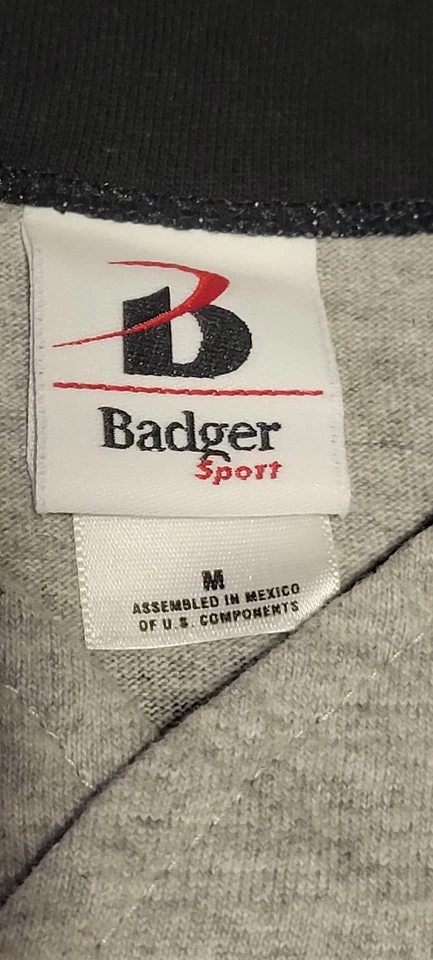 B
Badger
Sport
M
ASSEMBLED IN MEXICO
OF U.S. COMPONENTS